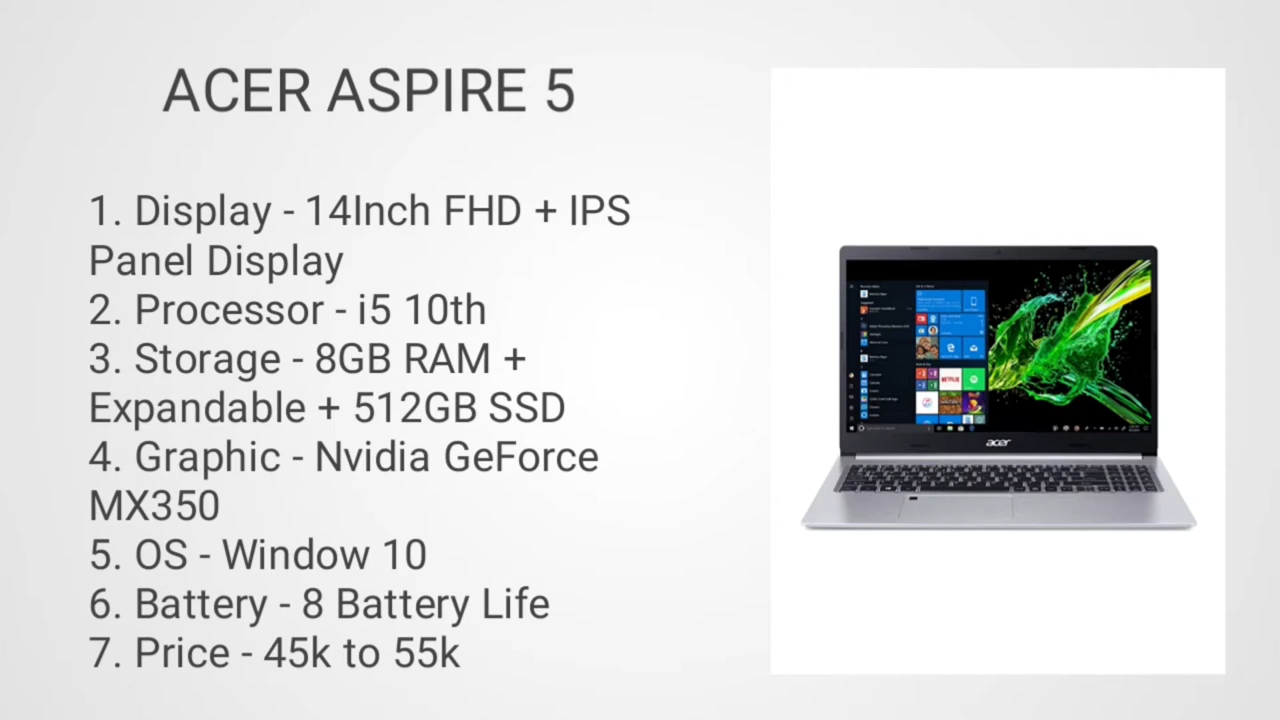 ACER ASPIRE 5
1. Display - 14Inch FHD + IPS
Panel Display
2. Processor - i5 10th
3. Storage - 8GB RAM +
Expandable + 512GB SSD
4. Graphic - Nvidia GeForce
MX350
5. OS - Window 10
6. Battery - 8 Battery Life
7. Price - 45k to 55k
NETFLIX
acer